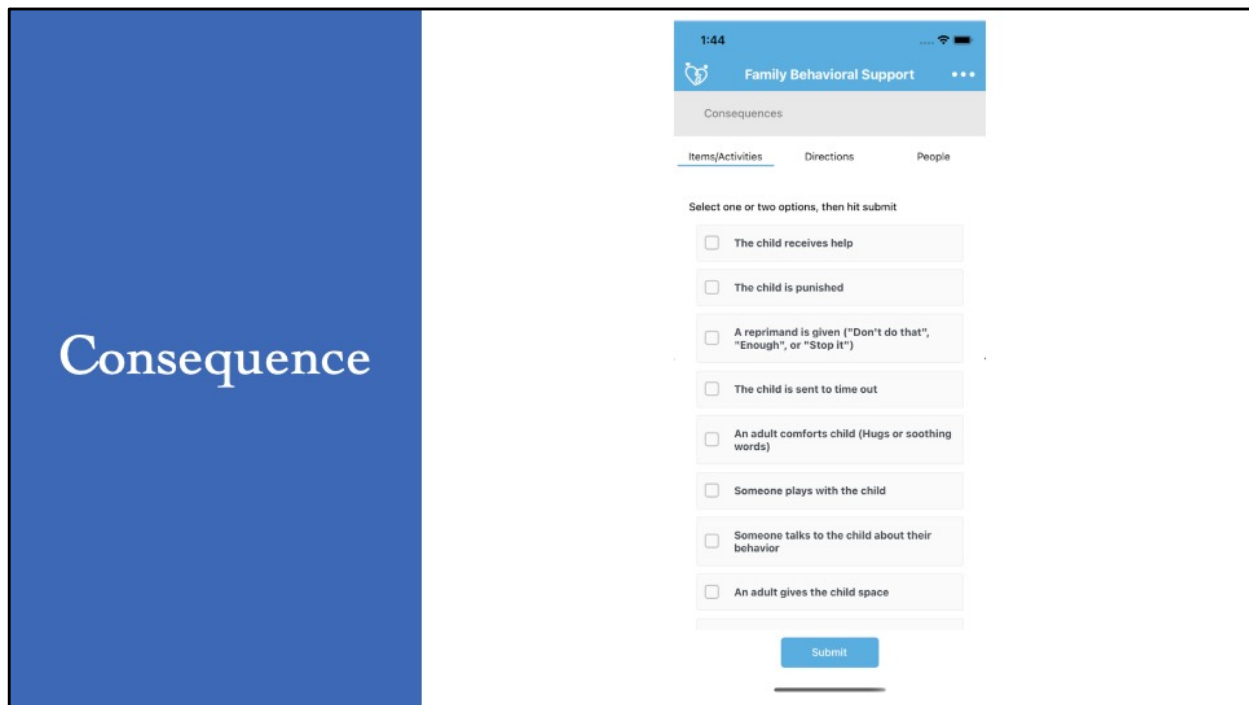 Consequence
1:44
Family Behavioral Support
Consequences
Items/Activities Directions People
Select one or two options, then hit submit
The child receives help
The child is punished
A reprimand is given ("Don't do that",
"Enough", or "Stop it")
The child is sent to time out
An adult comforts child (Hugs or soothing
words)
Someone plays with the child
Someone talks to the child about their
behavior
An adult gives the child space
Submit